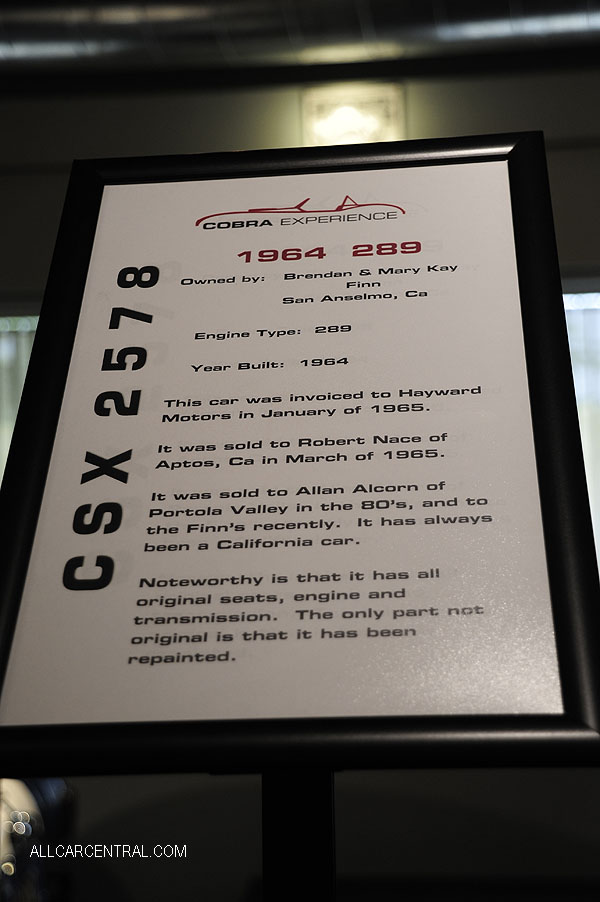 COBRA EXPERIENCE
1964 289
Owned by: Brendan & Mary Kay
Finn
San Anselmo, Ca
Engine Type: 289
Year Built: 1964
This car was invoiced to Hayward
Motors in January of 1965.
It was sold to Robert Nace of
Aptos, Ca in March of 1965.
It was sold to Allan Alcorn of
Portola Valley in the 80's, and to
the Finn's recently. It has always
been a California car.
Noteworthy is that it has all
original seats, engine and
transmission. The only part not
original is that it has been
repainted.
CSX 2578
ALLCARCENTRAL.COM